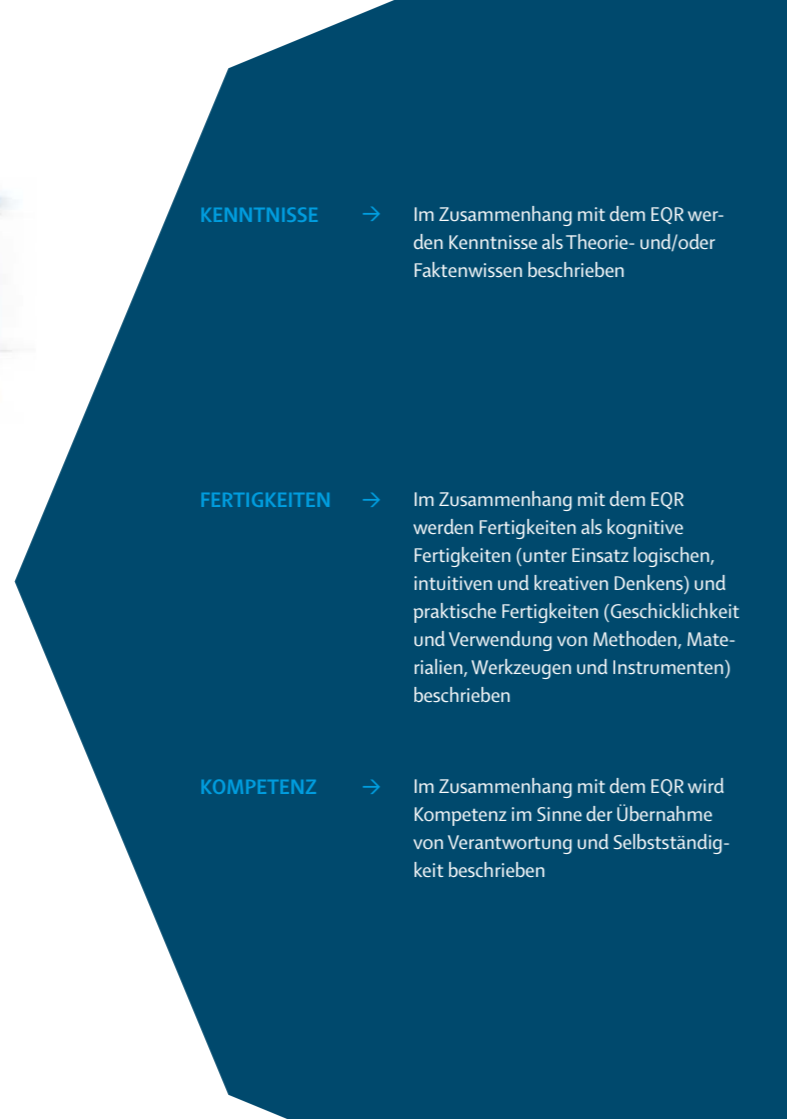 KENNTNISSE → Im Zusammenhang mit dem EQR wer-
den Kenntnisse als Theorie- und/oder
Faktenwissen beschrieben
FERTIGKEITEN → Im Zusammenhang mit dem EQR
werden Fertigkeiten als kognitive
Fertigkeiten (unter Einsatz logischen,
intuitiven und kreativen Denkens) und
praktische Fertigkeiten (Geschicklichkeit
und Verwendung von Methoden, Mate-
rialien, Werkzeugen und Instrumenten)
beschrieben
KOMPETENZ → Im Zusammenhang mit dem EQR wird
Kompetenz im Sinne der Übernahme
von Verantwortung und Selbstständig-
keit beschrieben